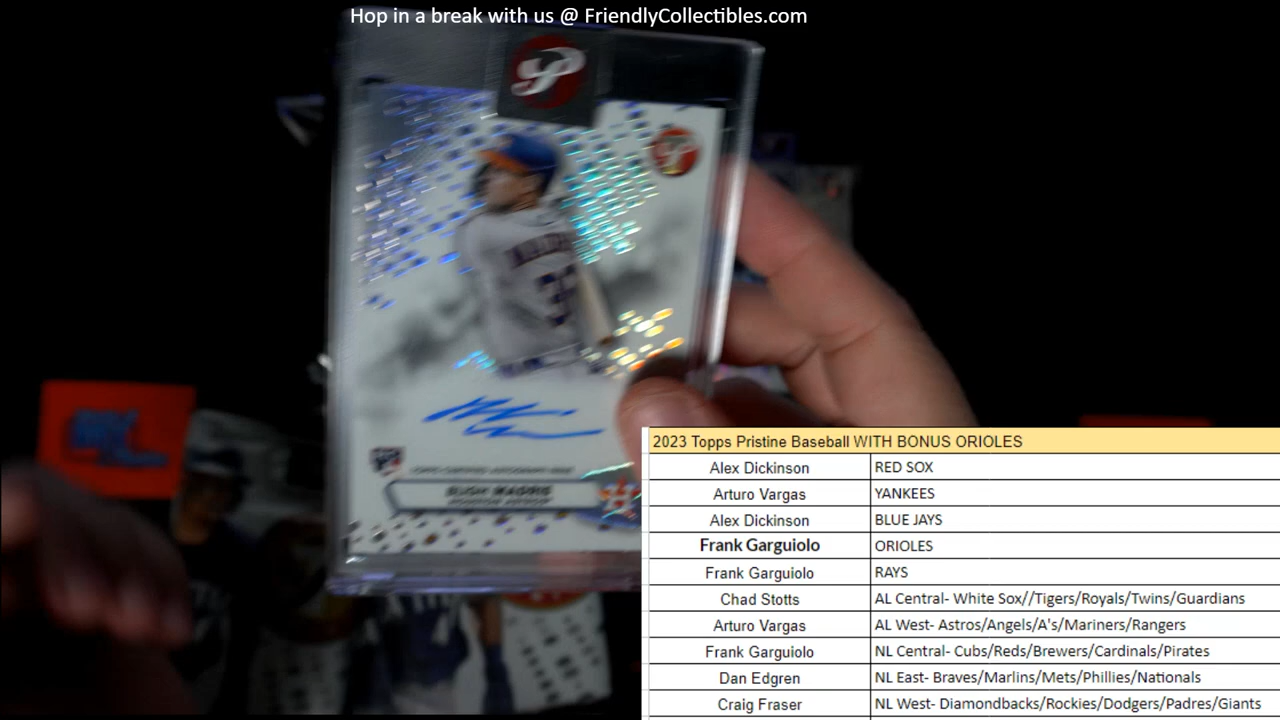 Hop in a break with us @ FriendlyCollectibles.com
P
P
2023 Topps Pristine Baseball WITH BONUS ORIOLES
Alex Dickinson RED SOX
Arturo Vargas YANKEES
Alex Dickinson BLUE JAYS
Frank Garguiolo ORIOLES
Frank Garguiolo RAYS
Chad Stotts AL Central- White Sox//Tigers/Royals/Twins/Guardians
Arturo Vargas AL West- Astros/Angels/A's/Mariners/Rangers
Frank Garguiolo NL Central- Cubs/Reds/Brewers/Cardinals/Pirates
Dan Edgren NL East- Braves/Marlins/Mets/Phillies/Nationals
Craig Fraser NL West- Diamondbacks/Rockies/Dodgers/Padres/Giants